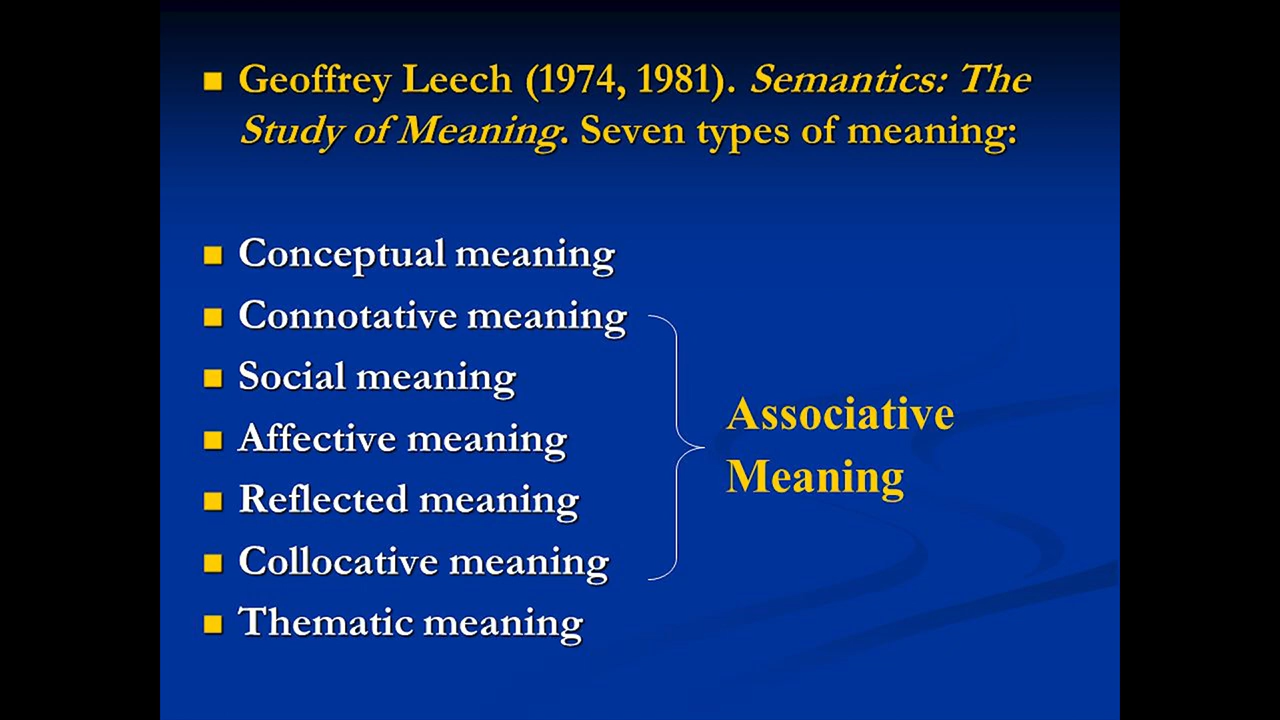 Geoffrey Leech (1974, 1981). Semantics: The
Study of Meaning. Seven types of meaning:
Conceptual meaning
Connotative meaning
Social meaning
Affective meaning
Reflected meaning
Collocative meaning
Thematic meaning
Associative
Meaning